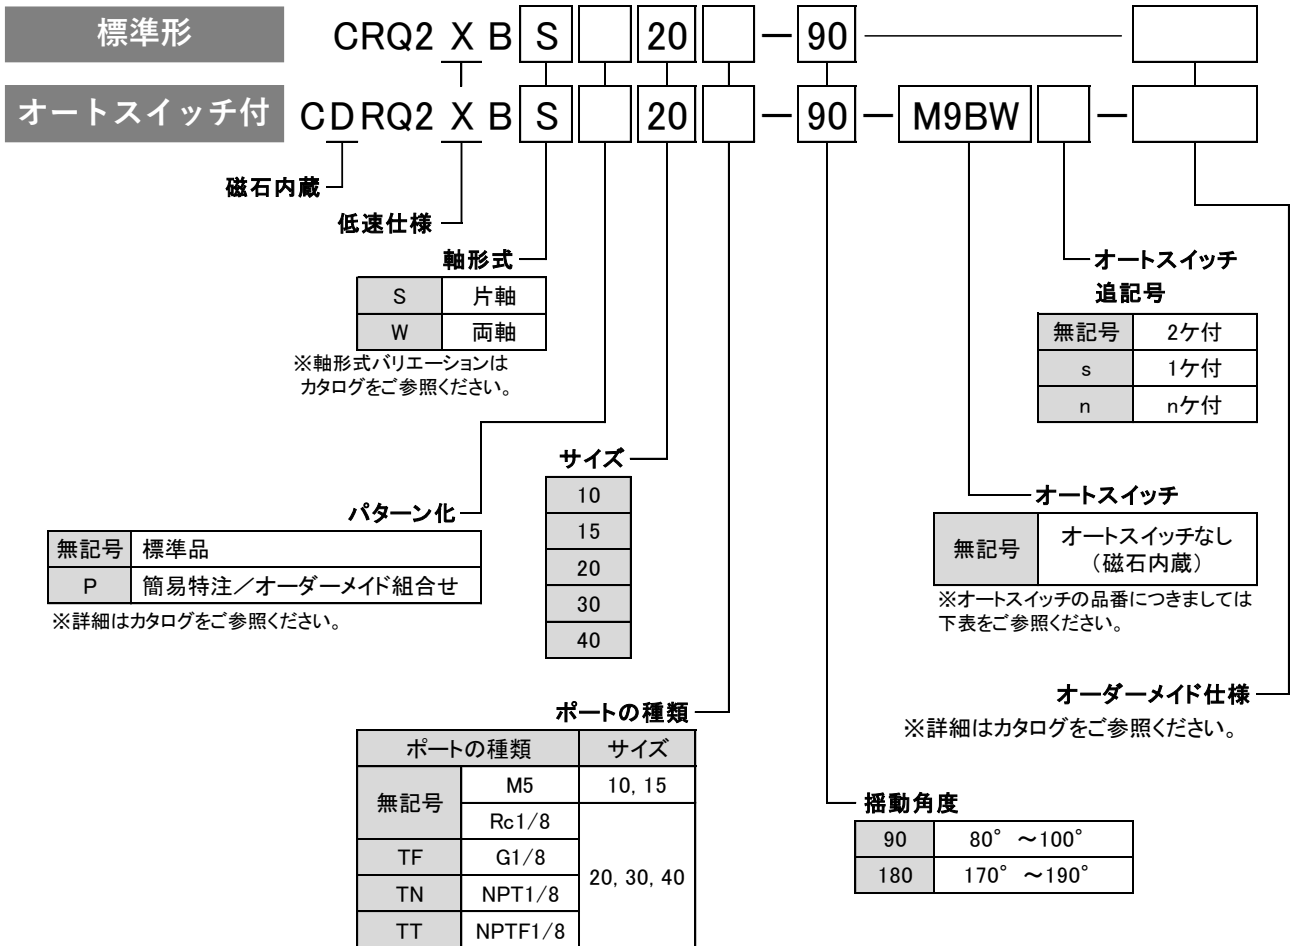 標準形
CRQ2 X B S 20 － 90
オートスイッチ付
CDRQ2 X B S 20 － 90 － M9BW －
磁石内蔵
低速仕様
軸形式
S 片軸
W 両軸
※軸形式バリエーションは
カタログをご参照ください。
オートスイッチ
追記号
無記号 2ケ付
s 1ケ付
n nケ付
サイズ
10
15
20
30
40
パターン化
無記号 標準品
P 簡易特注／オーダーメイド組合せ
※詳細はカタログをご参照ください。
オートスイッチ
無記号 オートスイッチなし
（磁石内蔵）
※オートスイッチの品番につきましては
下表をご参照ください。
オーダーメイド仕様
※詳細はカタログをご参照ください。
ポートの種類
ポートの種類 サイズ
無記号 M5 10, 15
Rc1/8 20, 30, 40
TF G1/8
TN NPT1/8
TT NPTF1/8
揺動角度
90 80° ～100°
180 170° ～190°